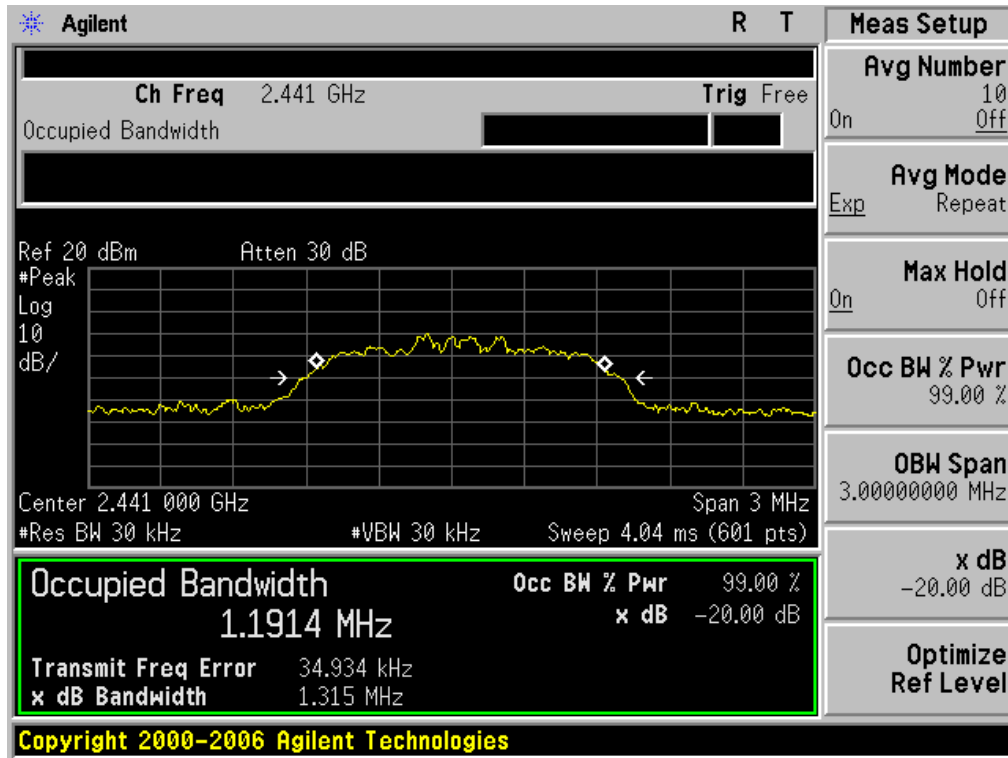 Agilent R T
Ch Freq 2.441 GHz Trig Free
Occupied Bandwidth
Ref 20 dBm Atten 30 dB
#Peak
Log
10
dB/
Center 2.441 000 GHz Span 3 MHz
#Res BW 30 kHz #VBW 30 kHz Sweep 4.04 ms (601 pts)
Occupied Bandwidth Occ BW % Pwr 99.00 %
1.1914 MHz x dB -20.00 dB
Transmit Freq Error 34.934 kHz
x dB Bandwidth 1.315 MHz
Copyright 2000-2006 Agilent Technologies
Meas Setup
Avg Number
10
On Off
Avg Mode
Exp Repeat
Max Hold
On Off
Occ BW % Pwr
99.00 %
OBW Span
3.00000000 MHz
x dB
-20.00 dB
Optimize
Ref Level